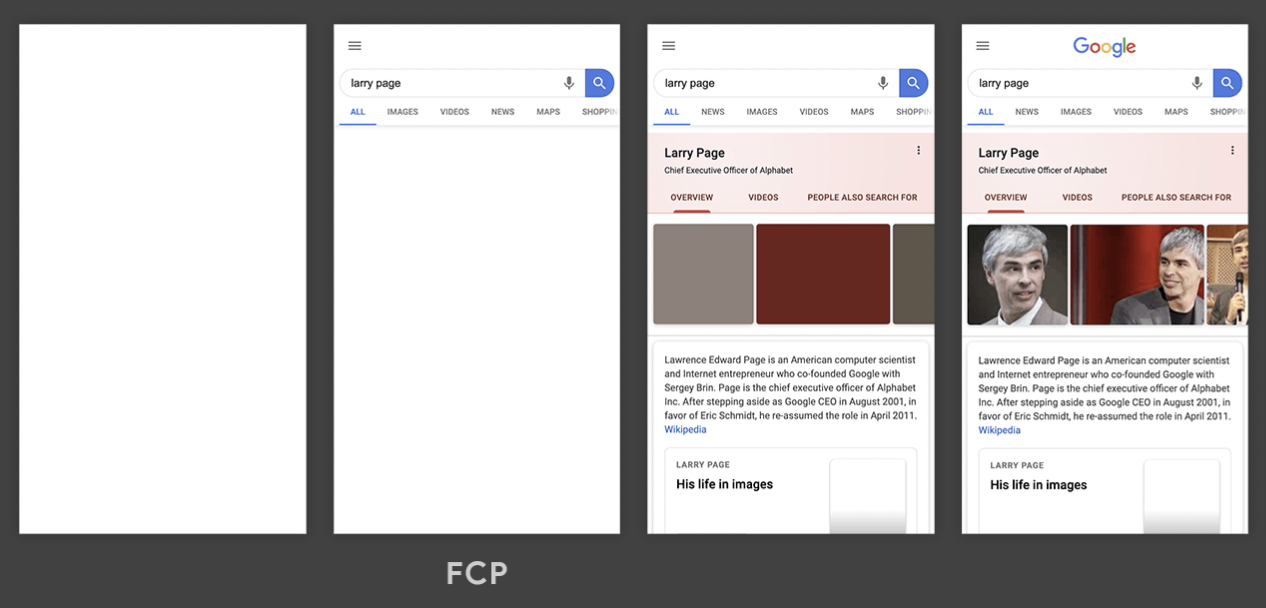 larry page
ALL IMAGES VIDEOS NEWS MAPS SHOPPIN
larry page
ALL NEWS IMAGES VIDEOS MAPS SHOPPIN
Larry Page
Chief Executive Officer of Alphabet
OVERVIEW VIDEOS PEOPLE ALSO SEARCH FOR
Lawrence Edward Page is an American computer scientist
and Internet entrepreneur who co-founded Google with
Sergey Brin. Page is the chief executive officer of Alphabet
Inc. After stepping aside as Google CEO in August 2001, in
favor of Eric Schmidt, he re-assumed the role in April 2011.
Wikipedia
LARRY PAGE
His life in images
Google
larry page
ALL NEWS IMAGES VIDEOS MAPS SHOPPIN
Larry Page
Chief Executive Officer of Alphabet
OVERVIEW VIDEOS PEOPLE ALSO SEARCH FOR
Lawrence Edward Page is an American computer scientist
and Internet entrepreneur who co-founded Google with
Sergey Brin. Page is the chief executive officer of Alphabet
Inc. After stepping aside as Google CEO in August 2001, in
favor of Eric Schmidt, he re-assumed the role in April 2011.
Wikipedia
LARRY PAGE
His life in images
FCP